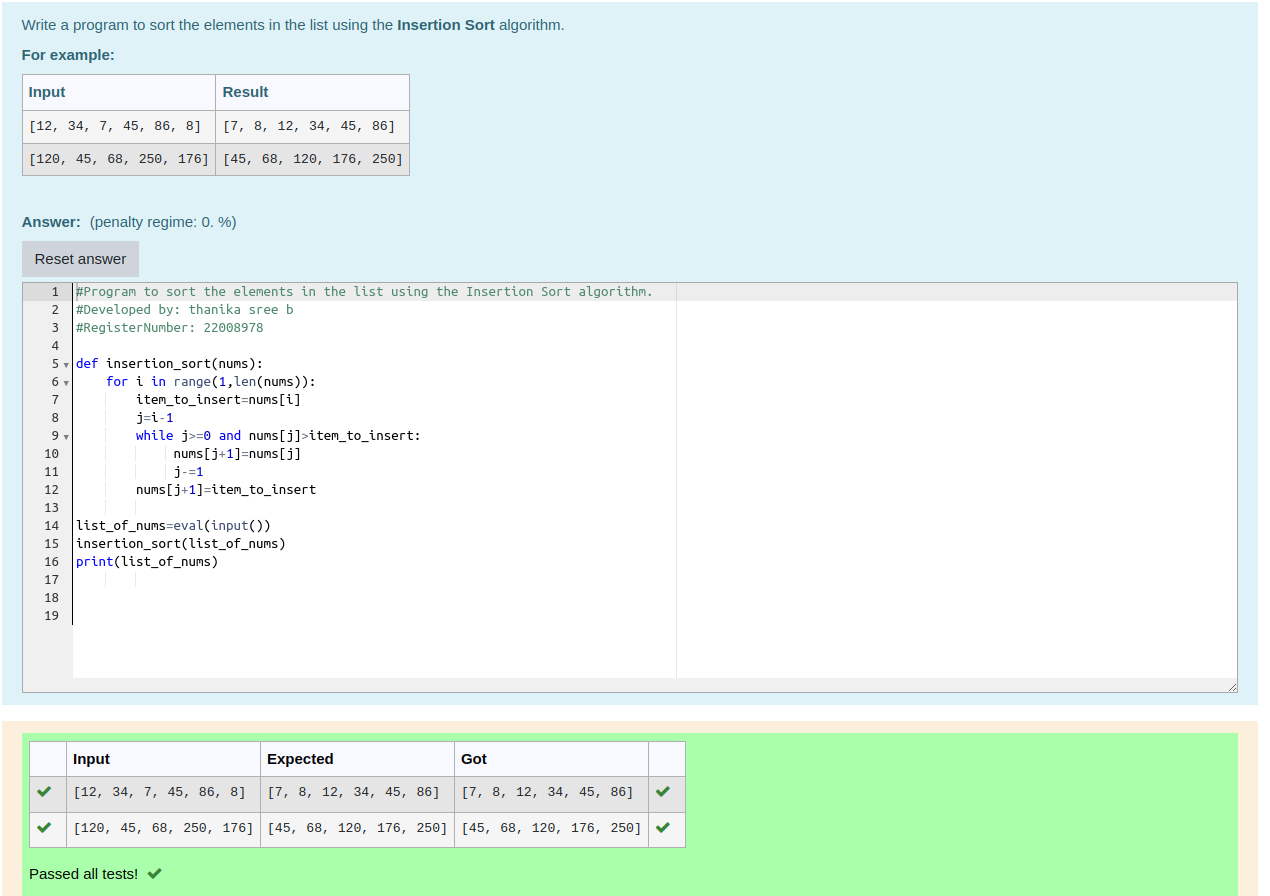 Write a program to sort the elements in the list using the Insertion Sort algorithm.
For example:
Input Result
[12, 34, 7, 45, 86, 8] [7, 8, 12, 34, 45, 86]
[120, 45, 68, 250, 176] [45, 68, 120, 176, 250]
Answer: (penalty regime: 0. %)
Reset answer
1 #Program to sort the elements in the list using the Insertion Sort algorithm.
2 #Developed by: thanika sree b
3 #RegisterNumber: 22008978
4
5 def insertion_sort(nums):
6     for i in range(1,len(nums)):
7         item_to_insert=nums[i]
8         j=i-1
9         while j>=0 and nums[j]>item_to_insert:
10              nums[j+1]=nums[j]
11              j-=1
12         nums[j+1]=item_to_insert
13
14 list_of_nums=eval(input())
15 insertion_sort(list_of_nums)
16 print(list_of_nums)
17
18
19
Input Expected Got
[12, 34, 7, 45, 86, 8] [7, 8, 12, 34, 45, 86] [7, 8, 12, 34, 45, 86]
[120, 45, 68, 250, 176] [45, 68, 120, 176, 250] [45, 68, 120, 176, 250]
Passed all tests!